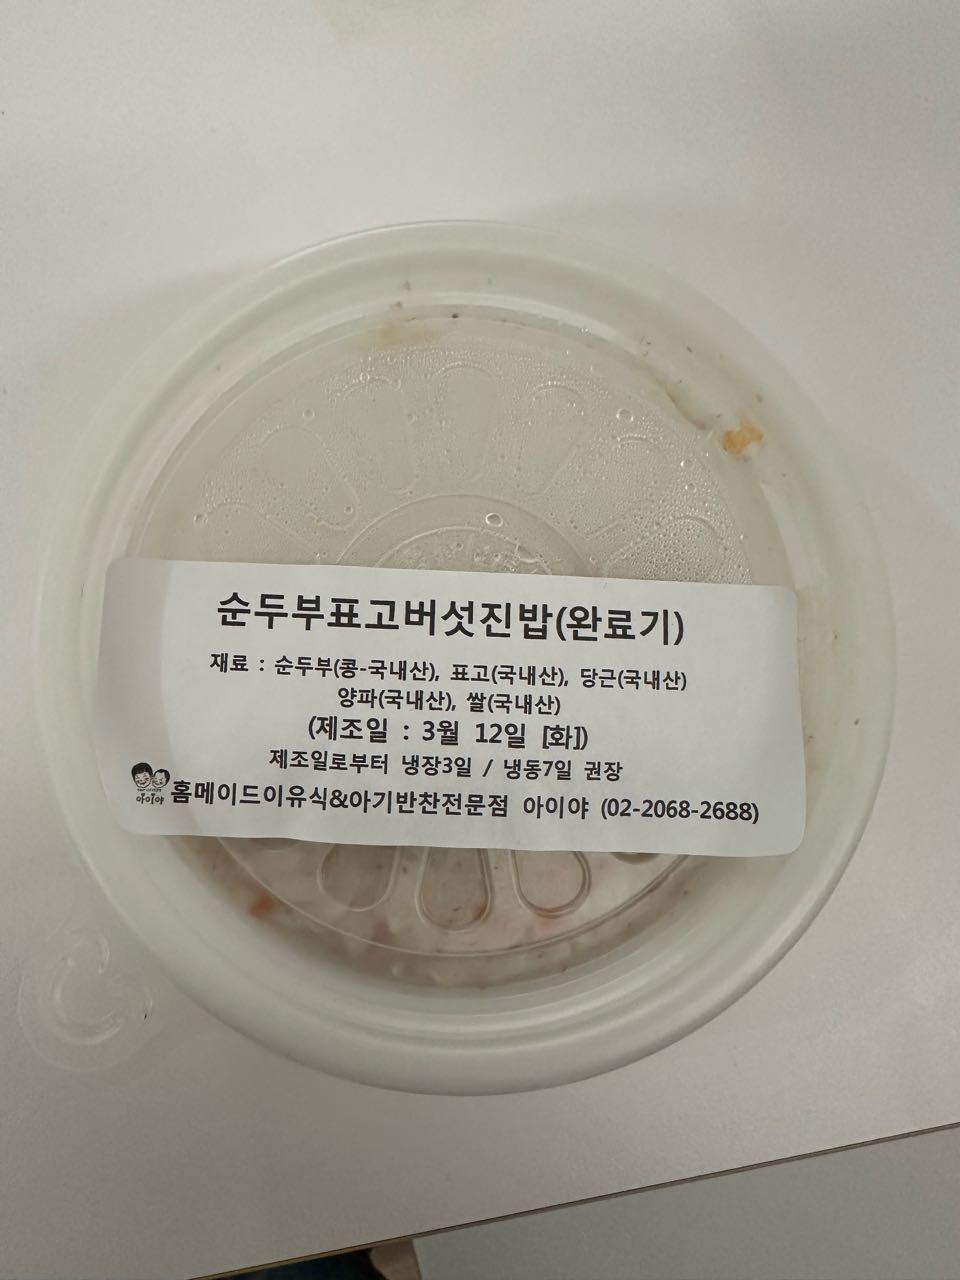 순두부표고버섯진밥(완료기)
재료 : 순두부(콩-국내산), 표고(국내산), 당근(국내산)
양파(국내산), 쌀(국내산)
(제조일 : 3월 12일 [화])
제조일로부터 냉장3일 / 냉동7일 권장
아이야
홈메이드이유식&아기반찬전문점 아이야 (02-2068-2688)